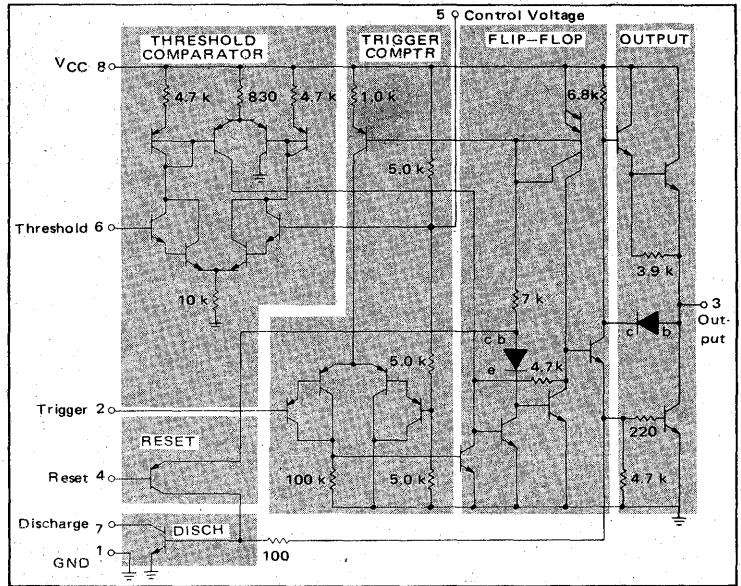 5 Control Voltage
THRESHOLD
COMPARATOR
TRIGGER
COMPTR
FLIP-FLOP
OUTPUT
VCC 8
4.7 k
830
4.7 k
1.0 k
6.8k
5.0 k
Threshold 6
3.9 k
10 k
7 k
3
Out-
put
c b
c
b
5.0 k
e
4.7k
Trigger 2
RESET
220
Reset 4
100 k
5.0 k
4.7 k
Discharge 7
DISCH
GND 1
100